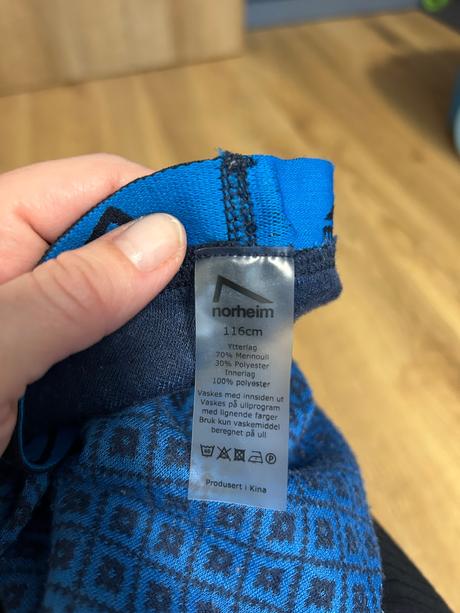 norheim
116cm
Ytterlag
70% Merinoull
30% Polyester
Innerlag
100% polyester
Vaskes med innsiden ut
Vaskes på ullprogram
med lignende farger
Bruk kun vaskemiddel
beregnet på ull
Produsert i Kina